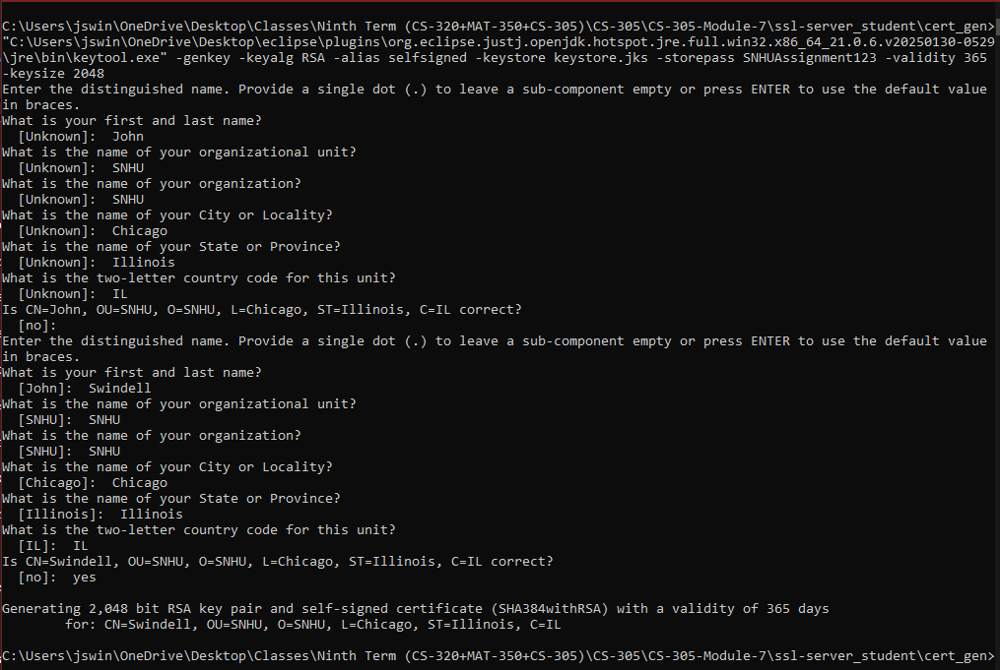 C:\Users\jswin\OneDrive\Desktop\Classes\Ninth Term (CS-320+MAT-350+CS-305)\CS-305\CS-305-Module-7\ssl-server_student\cert_gen>
"C:\Users\jswin\OneDrive\Desktop\eclipse\plugins\org.eclipse.justj.openjdk.hotspot.jre.full.win32.x86_64_21.0.6.v20250130-0529
\jre\bin\keytool.exe" -genkey -keyalg RSA -alias selfsigned -keystore keystore.jks -storepass SNHUAssignment123 -validity 365
-keysize 2048
Enter the distinguished name. Provide a single dot (.) to leave a sub-component empty or press ENTER to use the default value
in braces.
What is your first and last name?
  [Unknown]:  John
What is the name of your organizational unit?
  [Unknown]:  SNHU
What is the name of your organization?
  [Unknown]:  SNHU
What is the name of your City or Locality?
  [Unknown]:  Chicago
What is the name of your State or Province?
  [Unknown]:  Illinois
What is the two-letter country code for this unit?
  [Unknown]:  IL
Is CN=John, OU=SNHU, O=SNHU, L=Chicago, ST=Illinois, C=IL correct?
  [no]:
Enter the distinguished name. Provide a single dot (.) to leave a sub-component empty or press ENTER to use the default value
in braces.
What is your first and last name?
  [John]:  Swindell
What is the name of your organizational unit?
  [SNHU]:  SNHU
What is the name of your organization?
  [SNHU]:  SNHU
What is the name of your City or Locality?
  [Chicago]:  Chicago
What is the name of your State or Province?
  [Illinois]:  Illinois
What is the two-letter country code for this unit?
  [IL]:  IL
Is CN=Swindell, OU=SNHU, O=SNHU, L=Chicago, ST=Illinois, C=IL correct?
  [no]:  yes
Generating 2,048 bit RSA key pair and self-signed certificate (SHA384withRSA) with a validity of 365 days
        for: CN=Swindell, OU=SNHU, O=SNHU, L=Chicago, ST=Illinois, C=IL
C:\Users\jswin\OneDrive\Desktop\Classes\Ninth Term (CS-320+MAT-350+CS-305)\CS-305\CS-305-Module-7\ssl-server_student\cert_gen>